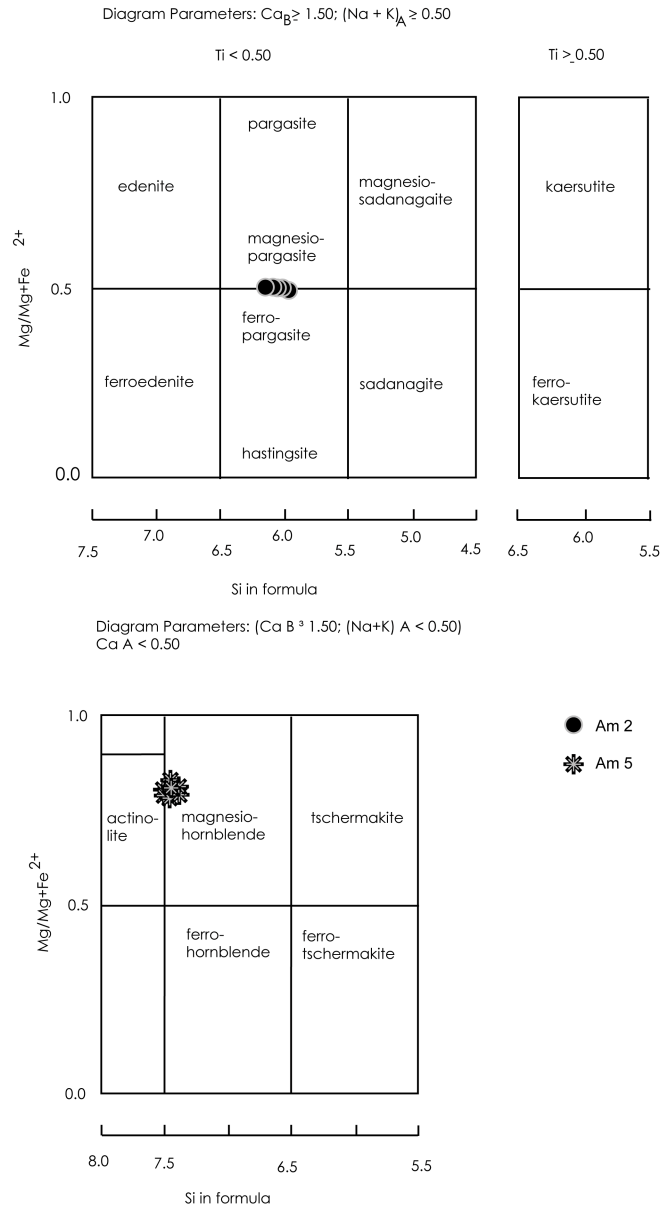 Diagram Parameters: CaB ≥ 1.50; (Na + K)A ≥ 0.50
Ti < 0.50
Ti > 0.50
1.0
pargasite
edenite
magnesio-
sadanagaite
kaersutite
magnesio-
pargasite
Mg/Mg+Fe 2+
0.5
ferro-
pargasite
ferroedenite
sadanagite
ferro-
kaersutite
hastingsite
0.0
7.5 7.0 6.5 6.0 5.5 5.0 4.5
6.5 6.0 5.5
Si in formula
Diagram Parameters: (Ca B ³ 1.50; (Na+K) A < 0.50)
Ca A < 0.50
1.0
Am 2
Am 5
actino-
lite
magnesio-
hornblende
tschermakite
Mg/Mg+Fe 2+
0.5
ferro-
hornblende
ferro-
tschermakite
0.0
8.0 7.5 6.5 5.5
Si in formula